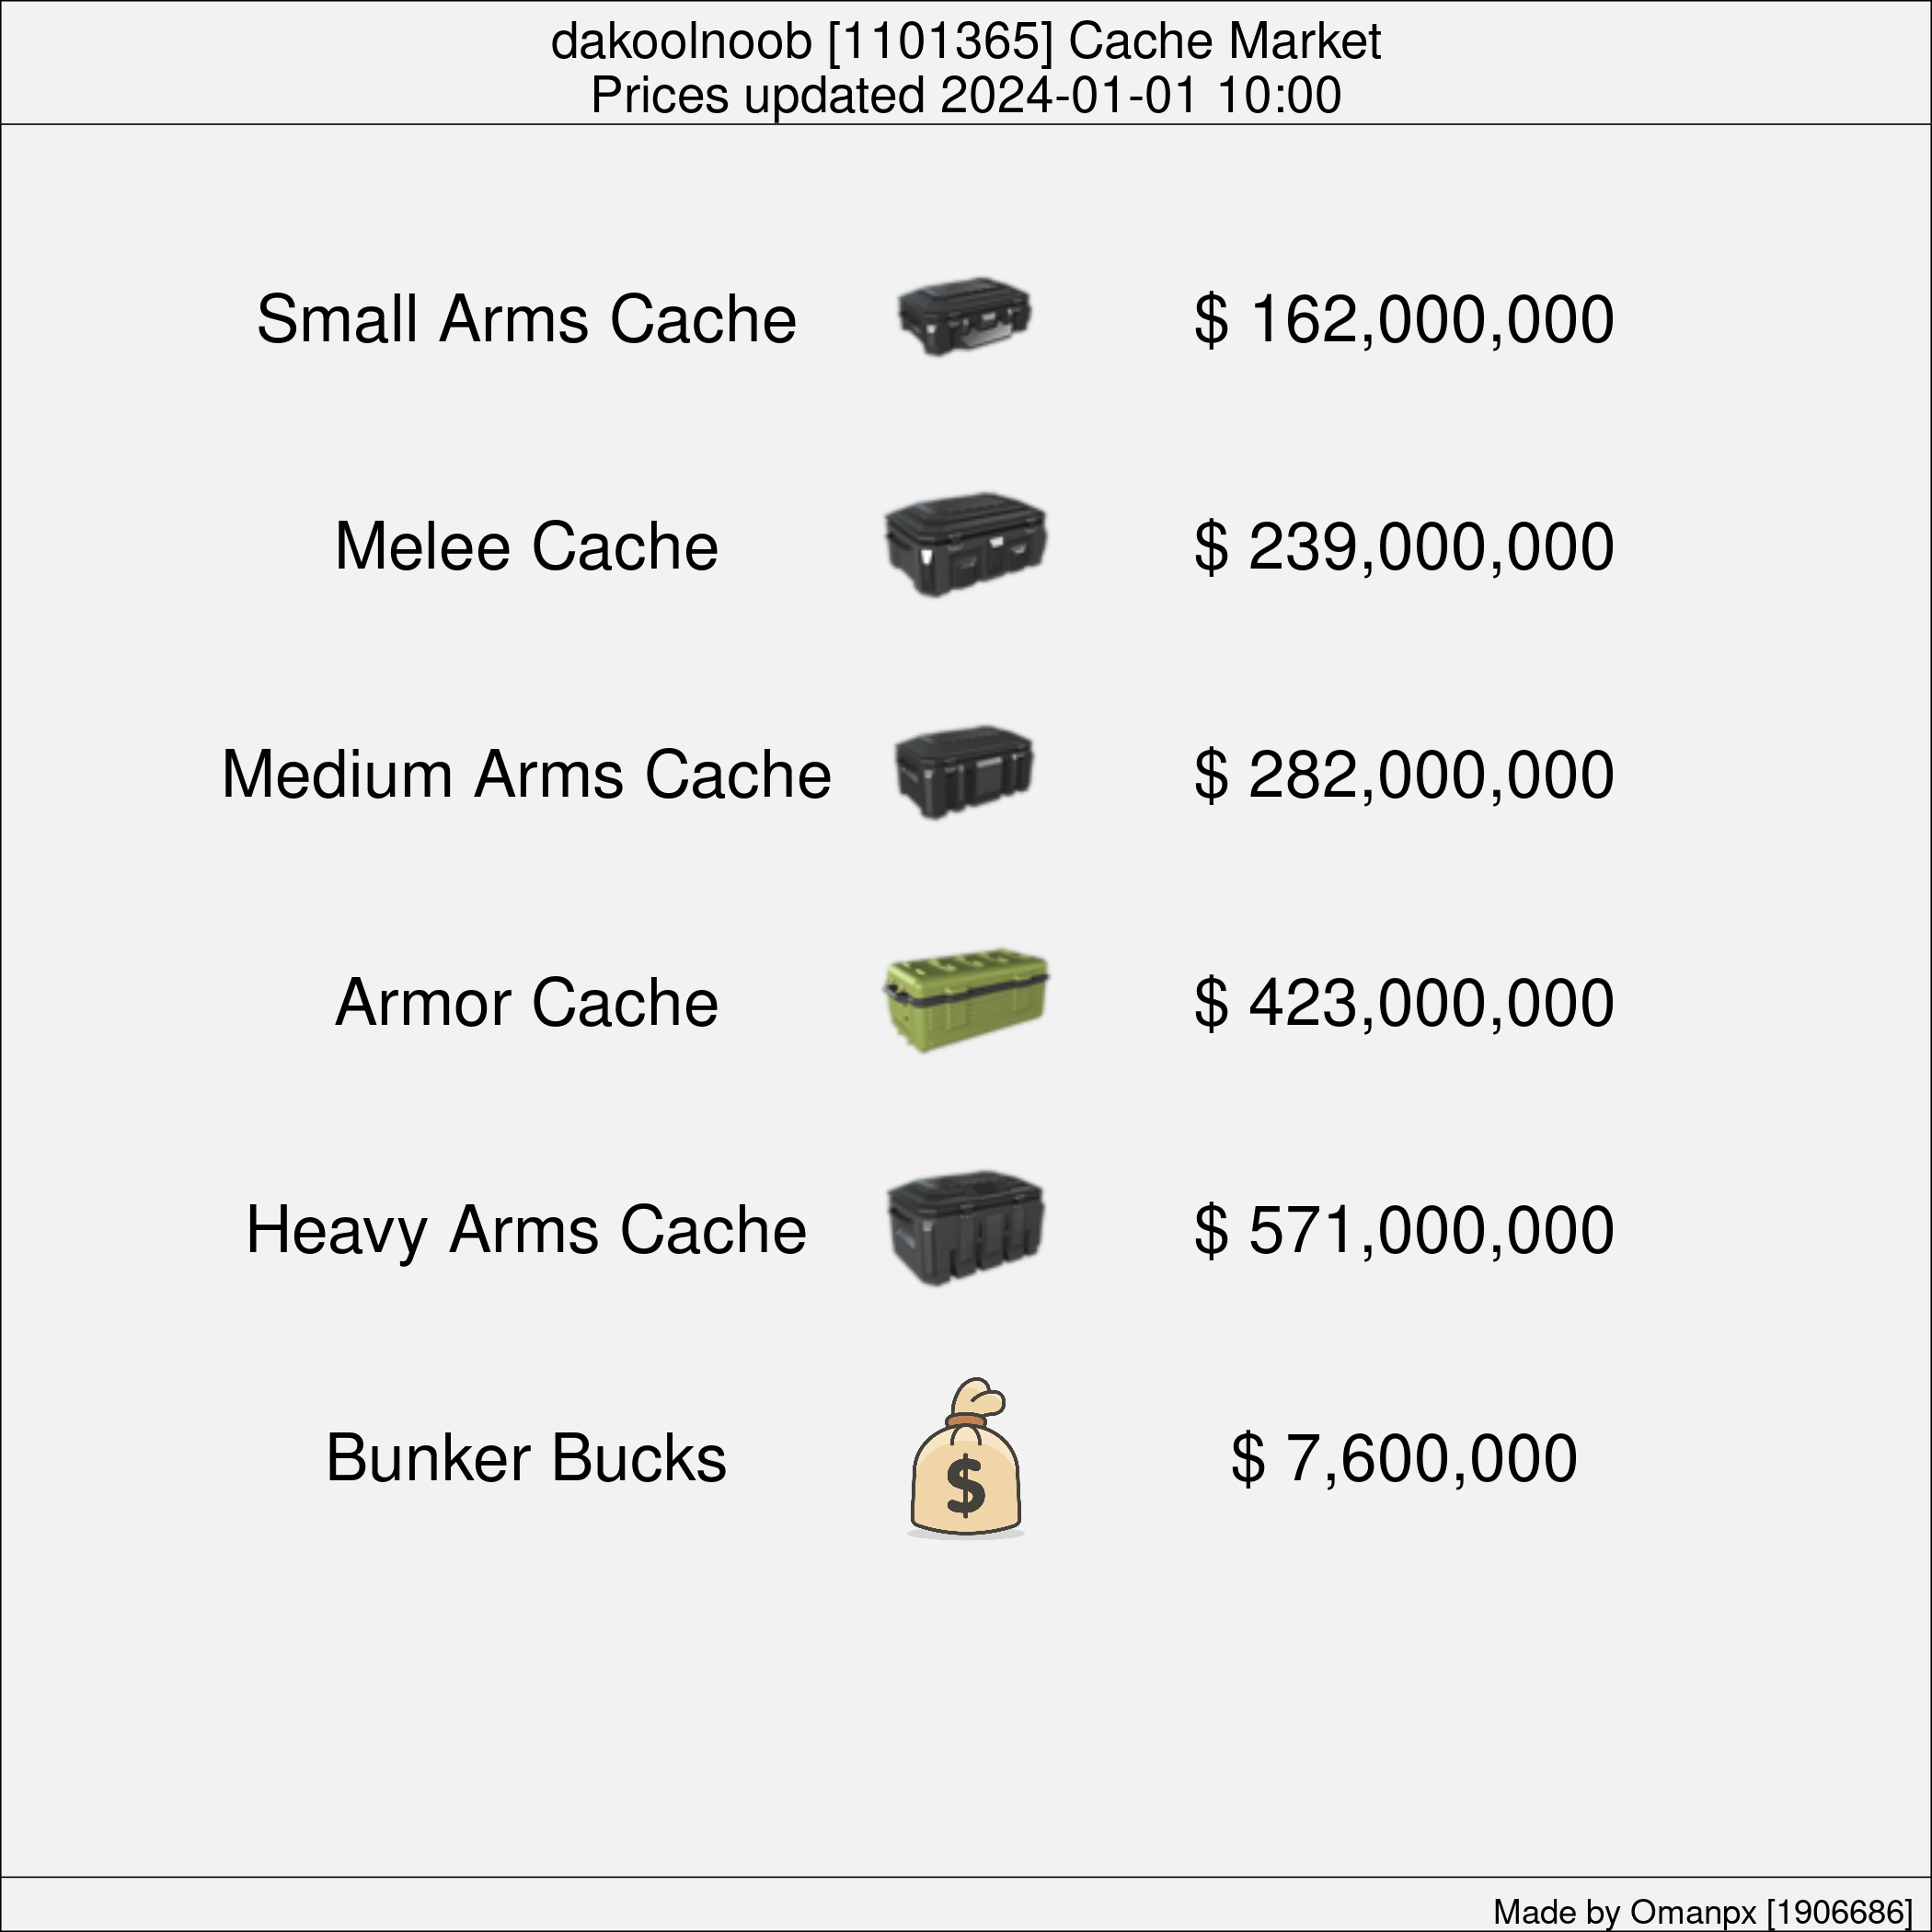 dakoolnoob [1101365] Cache Market
Prices updated 2024-01-01 10:00
Small Arms Cache $ 162,000,000
Melee Cache $ 239,000,000
Medium Arms Cache $ 282,000,000
Armor Cache $ 423,000,000
Heavy Arms Cache $ 571,000,000
Bunker Bucks $ $ 7,600,000
Made by Omanpx [1906686]